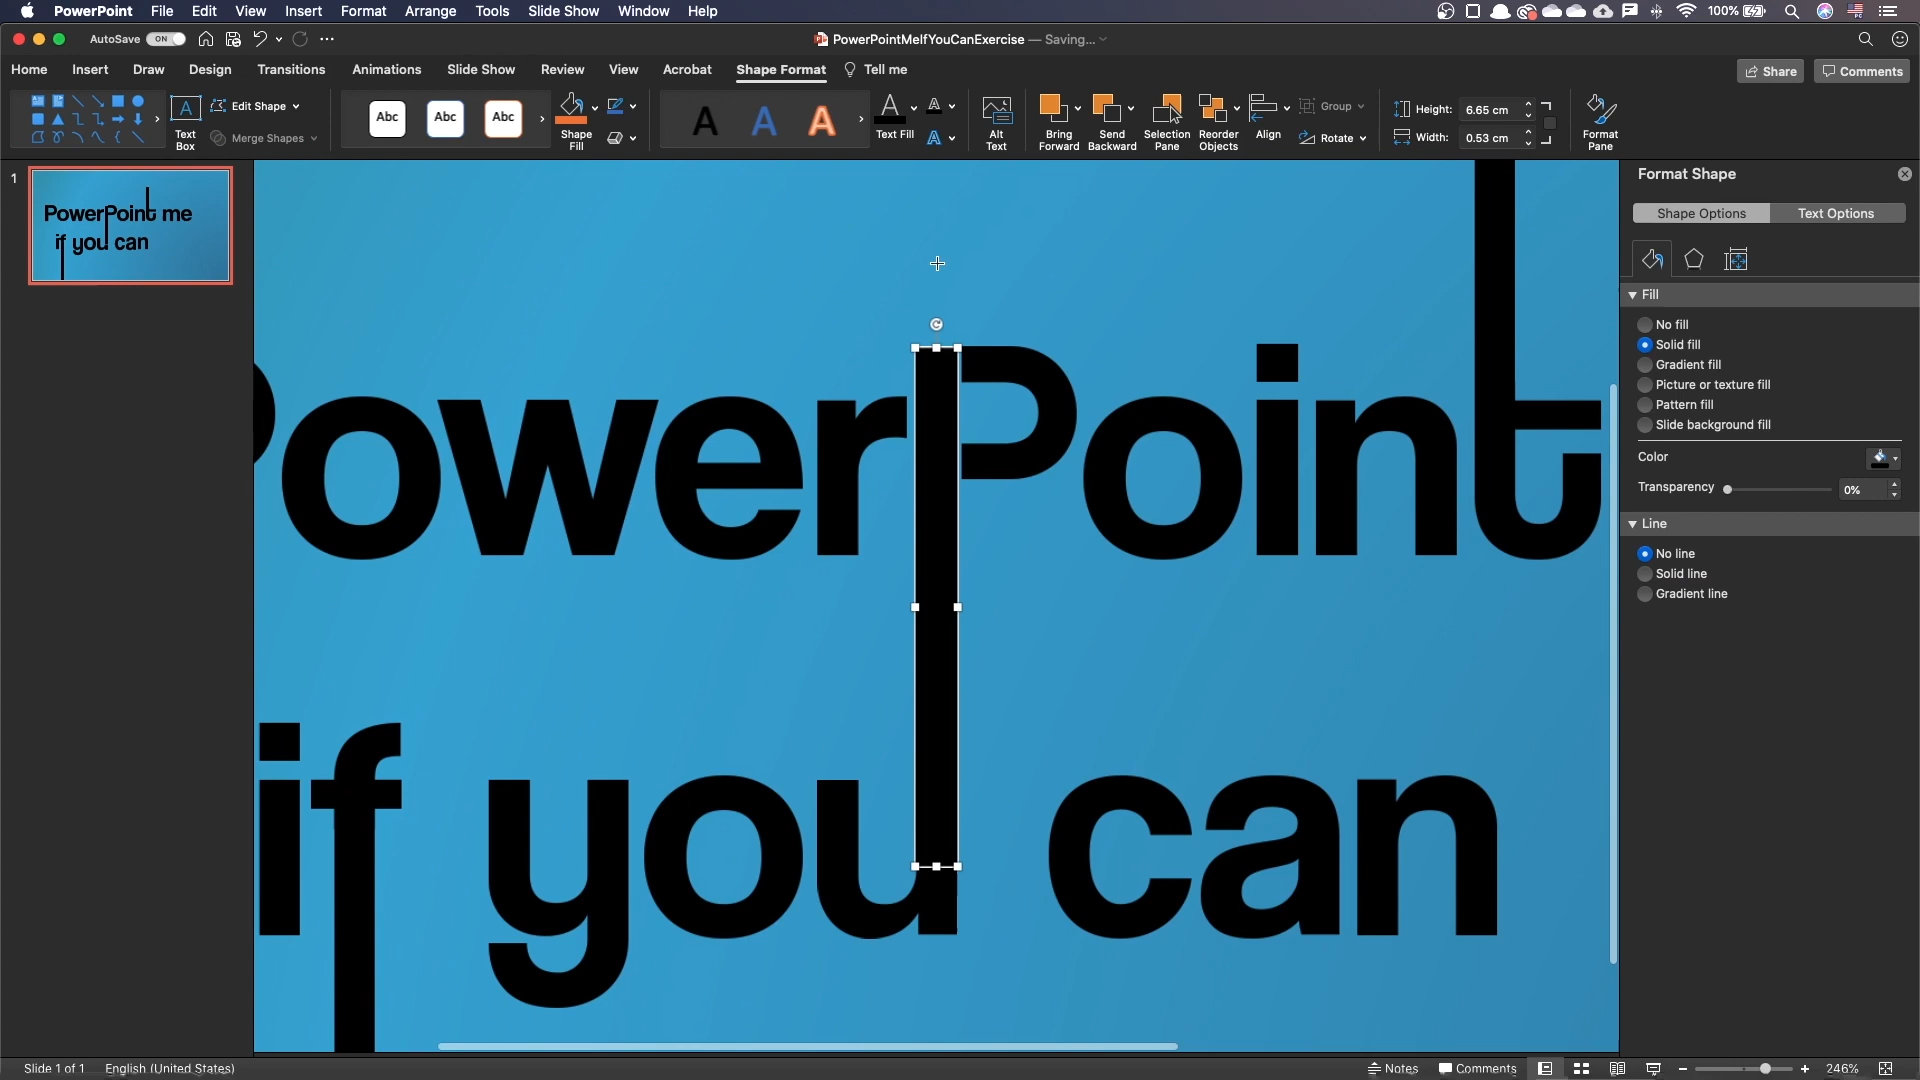 PowerPoint File Edit View Insert Format Arrange Tools Slide Show Window Help 100%
AutoSave ON PowerPointMeIfYouCanExercise — Saving...
Home Insert Draw Design Transitions Animations Slide Show Review View Acrobat Shape Format Tell me Share Comments
A Text Box Edit Shape Merge Shapes Abc Abc Abc Shape Fill A A A A Text Fill A A Alt Text Bring Forward Send Backward Selection Pane Reorder Objects Align Group Rotate Height: 6.65 cm Width: 0.53 cm Format Pane
1
PowerPoint me
if you can
PowerPoint
if you can
Format Shape
Shape Options Text Options
Fill
No fill
Solid fill
Gradient fill
Picture or texture fill
Pattern fill
Slide background fill
Color
Transparency 0%
Line
No line
Solid line
Gradient line
Slide 1 of 1 English (United States) Notes Comments 246%